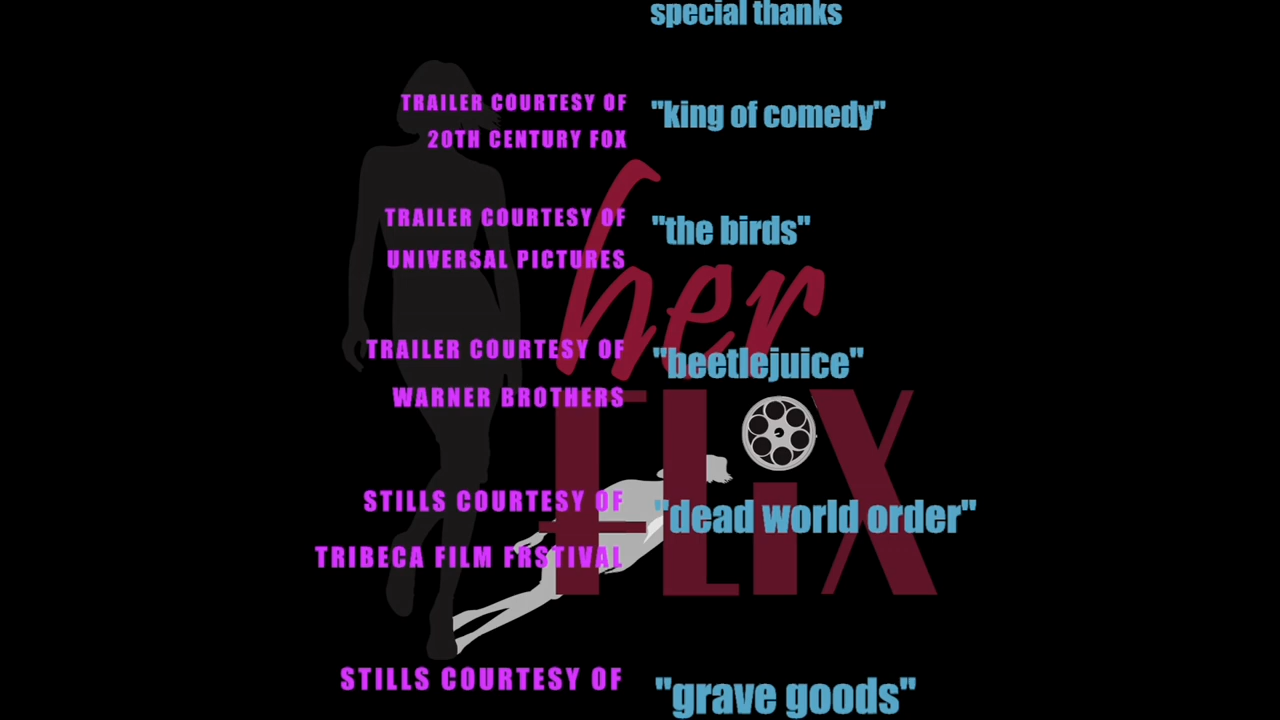 special thanks
TRAILER COURTESY OF "king of comedy"
20TH CENTURY FOX
TRAILER COURTESY OF "the birds"
UNIVERSAL PICTURES
her
TRAILER COURTESY OF "beetlejuice"
WARNER BROTHERS
FLiX
STILLS COURTESY OF "dead world order"
TRIBECA FILM FRSTIVAL
STILLS COURTESY OF "grave goods"